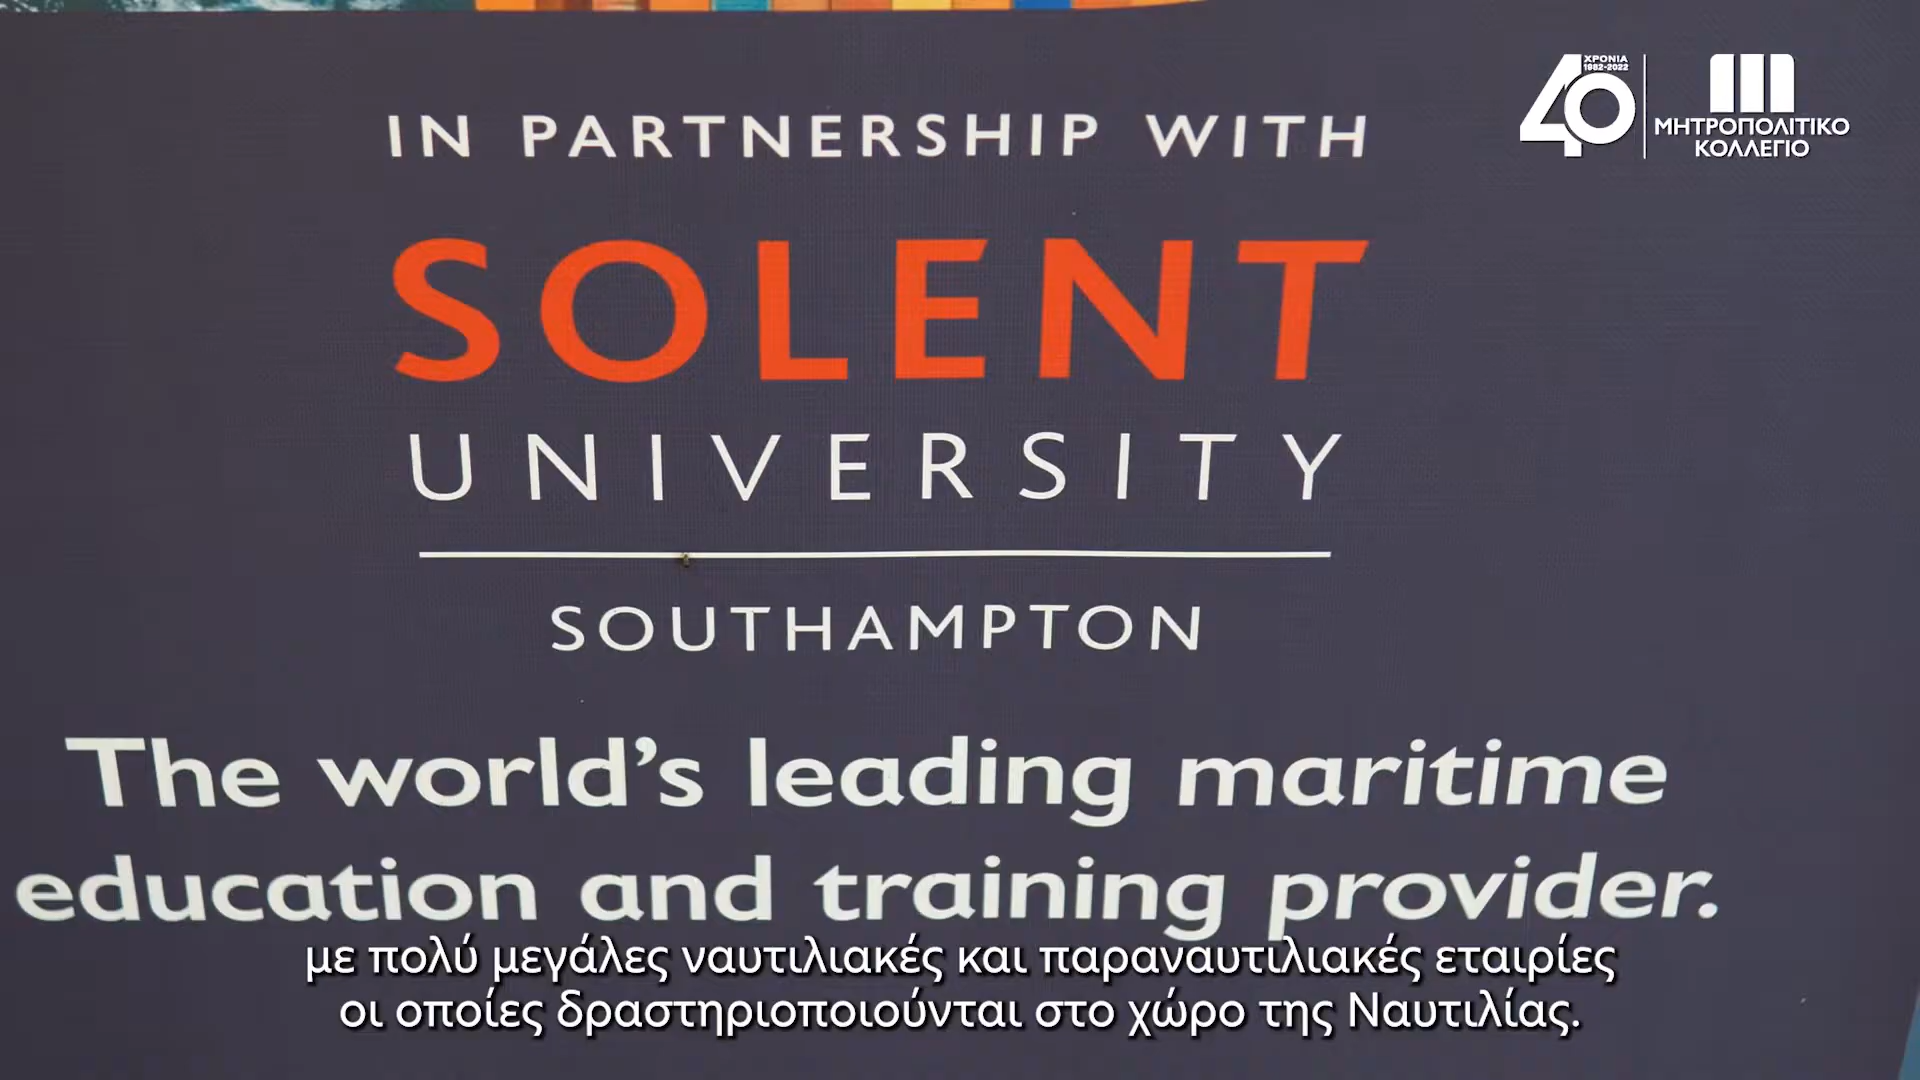 IN PARTNERSHIP WITH
SOLENT
UNIVERSITY
SOUTHAMPTON
The world's leading maritime
education and training provider.
με πολύ μεγάλες ναυτιλιακές και παραναυτιλιακές εταιρίες
οι οποίες δραστηριοποιούνται στο χώρο της Ναυτιλίας.
40
ΧΡΟΝΙΑ
1982-2022
ΜΗΤΡΟΠΟΛΙΤΙΚΟ
ΚΟΛΛΕΓΙΟ